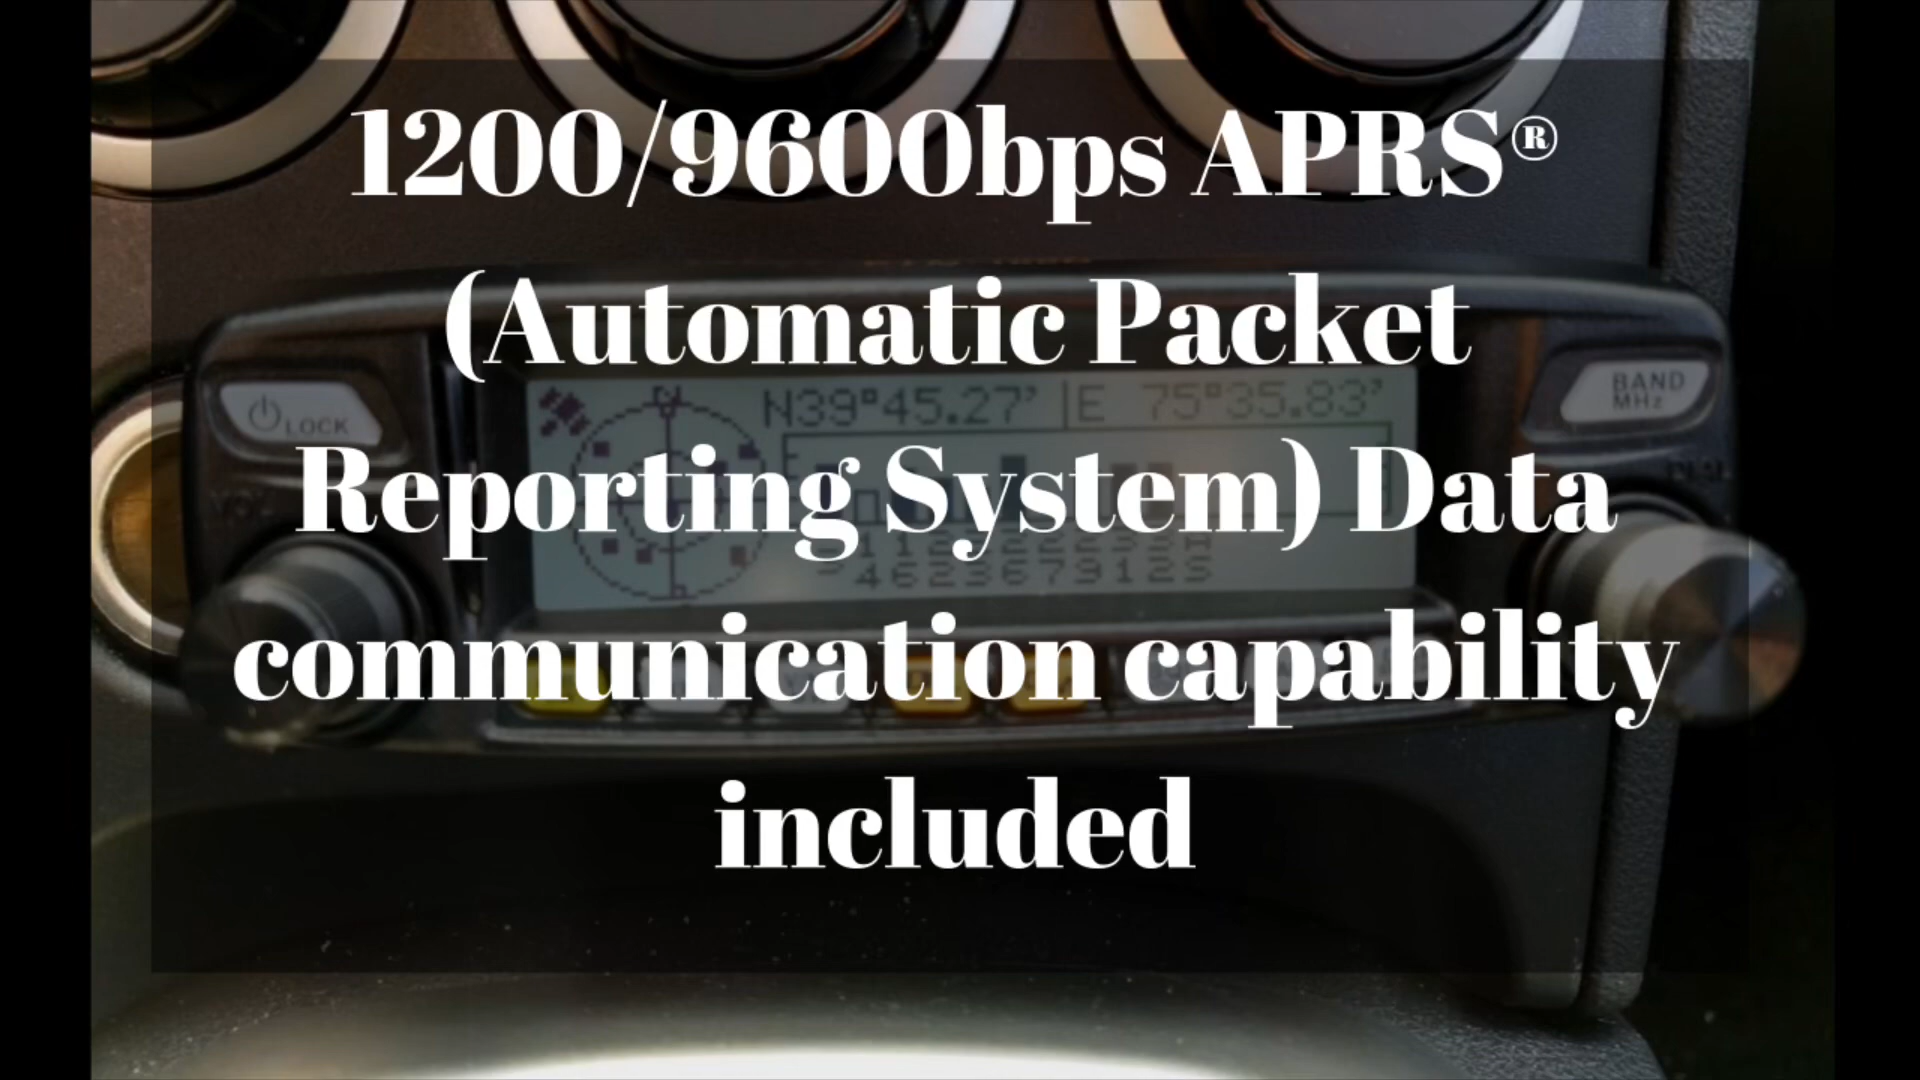 1200/9600bps APRS®
(Automatic Packet
N39°45.27' E 75°35.83'
BAND
MHz
LOCK
Reporting System) Data
462367912S
communication capability
included